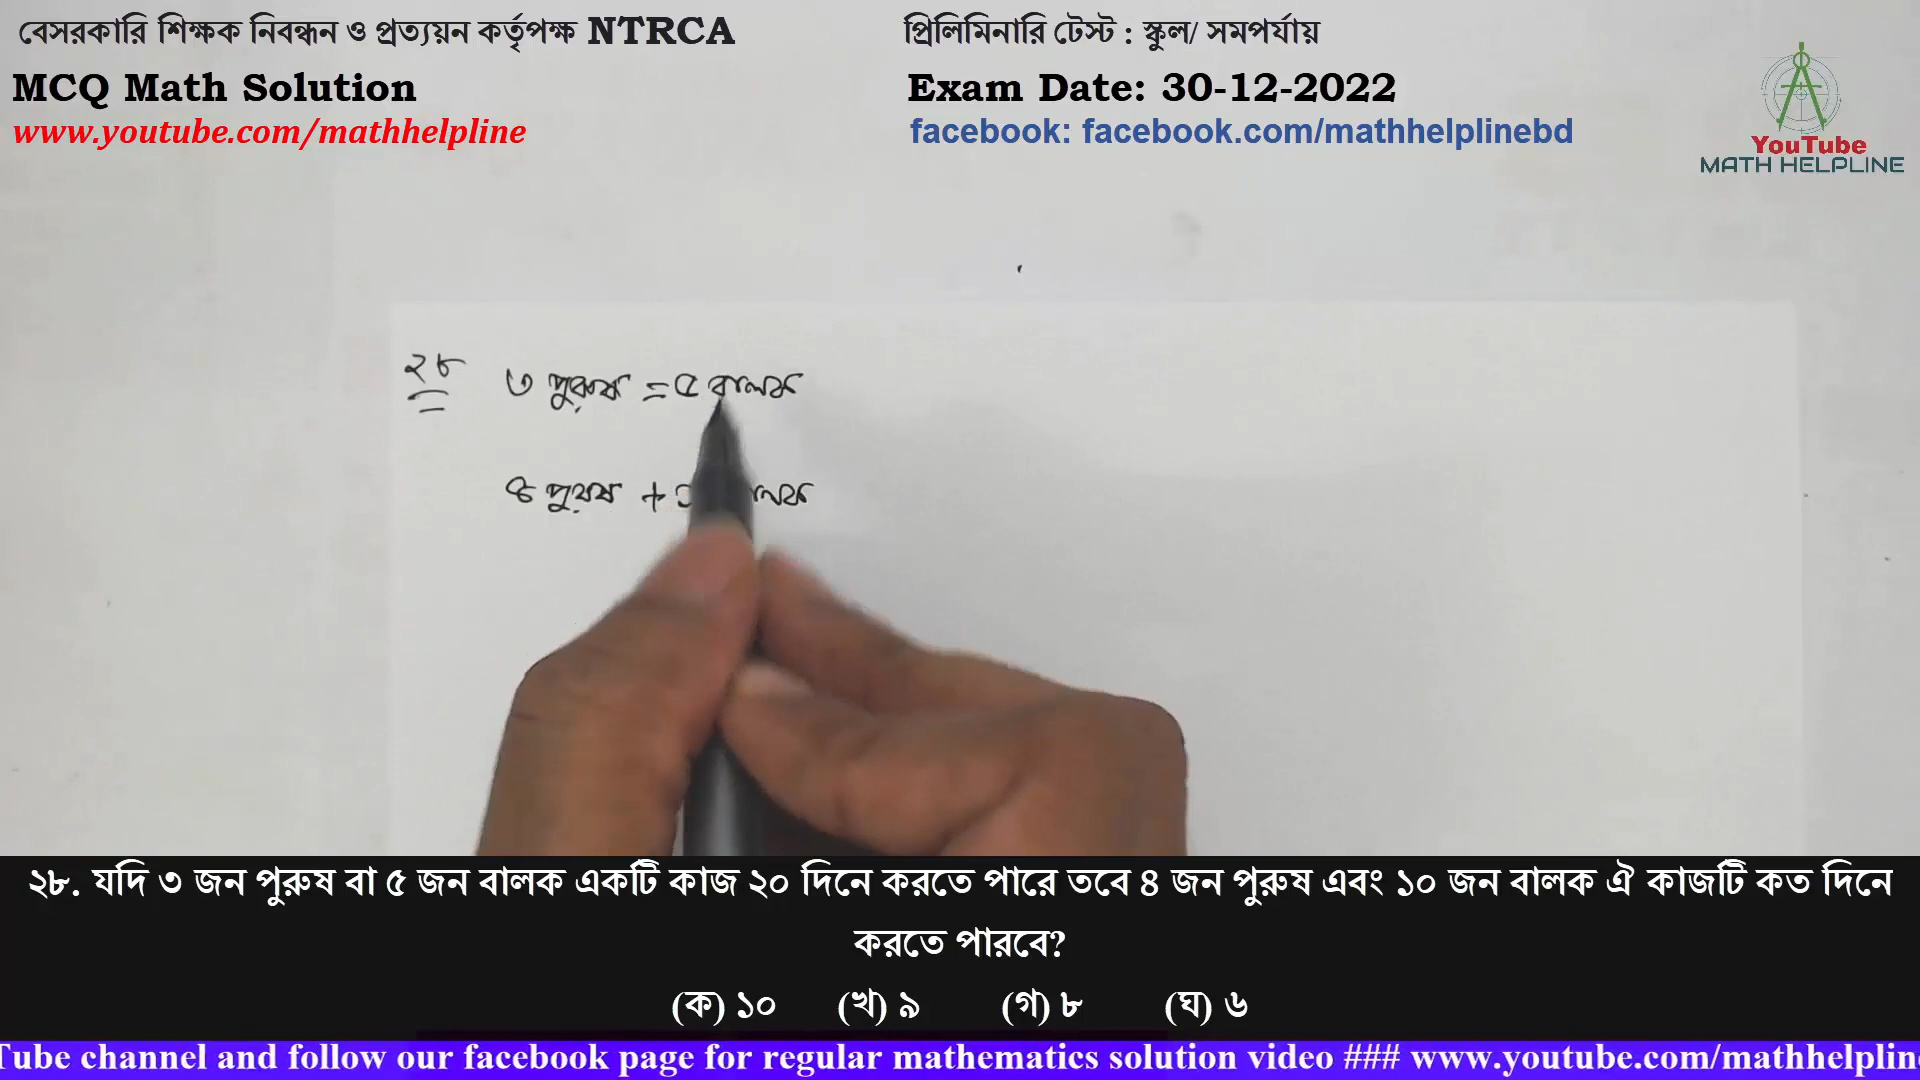 বেসরকারি শিক্ষক নিবন্ধন ও প্রত্যয়ন কর্তৃপক্ষ NTRCA
প্রিলিমিনারি টেস্ট : স্কুল/ সমপর্যায়
MCQ Math Solution
Exam Date: 30-12-2022
www.youtube.com/mathhelpline
facebook: facebook.com/mathhelplinebd
YouTube
MATH HELPLINE
২৮ ৩ পুরুষ = ৫ বালক
৪ পুরুষ +
২৮. যদি ৩ জন পুরুষ বা ৫ জন বালক একটি কাজ ২০ দিনে করতে পারে তবে ৪ জন পুরুষ এবং ১০ জন বালক ঐ কাজটি কত দিনে
করতে পারবে?
(ক) ১০ (খ) ৯ (গ) ৮ (ঘ) ৬
Tube channel and follow our facebook page for regular mathematics solution video ### www.youtube.com/mathhelplin